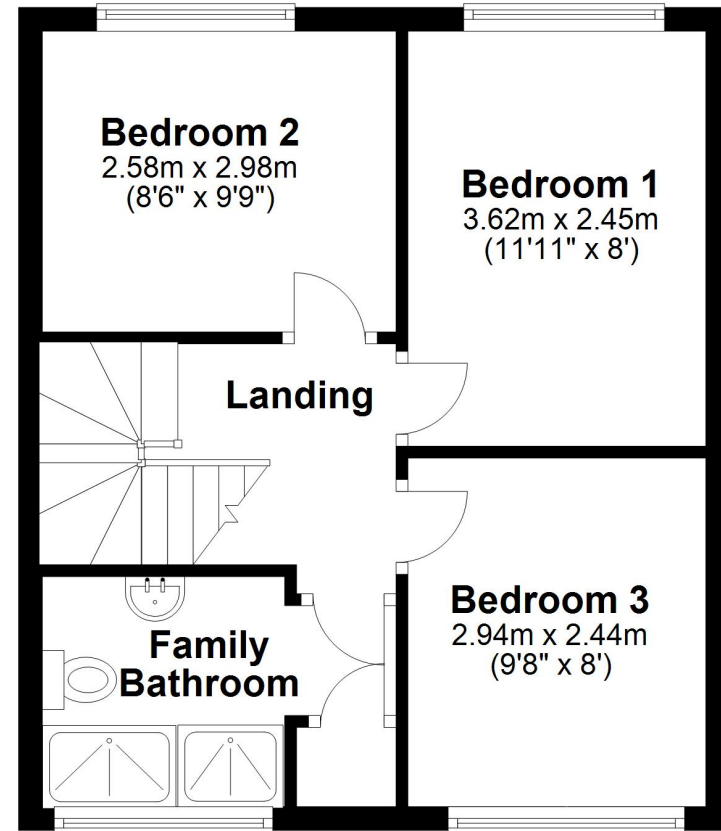 Bedroom 2
2.58m x 2.98m
(8'6" x 9'9")
Bedroom 1
3.62m x 2.45m
(11'11" x 8')
Landing
Bedroom 3
2.94m x 2.44m
(9'8" x 8')
Family
Bathroom